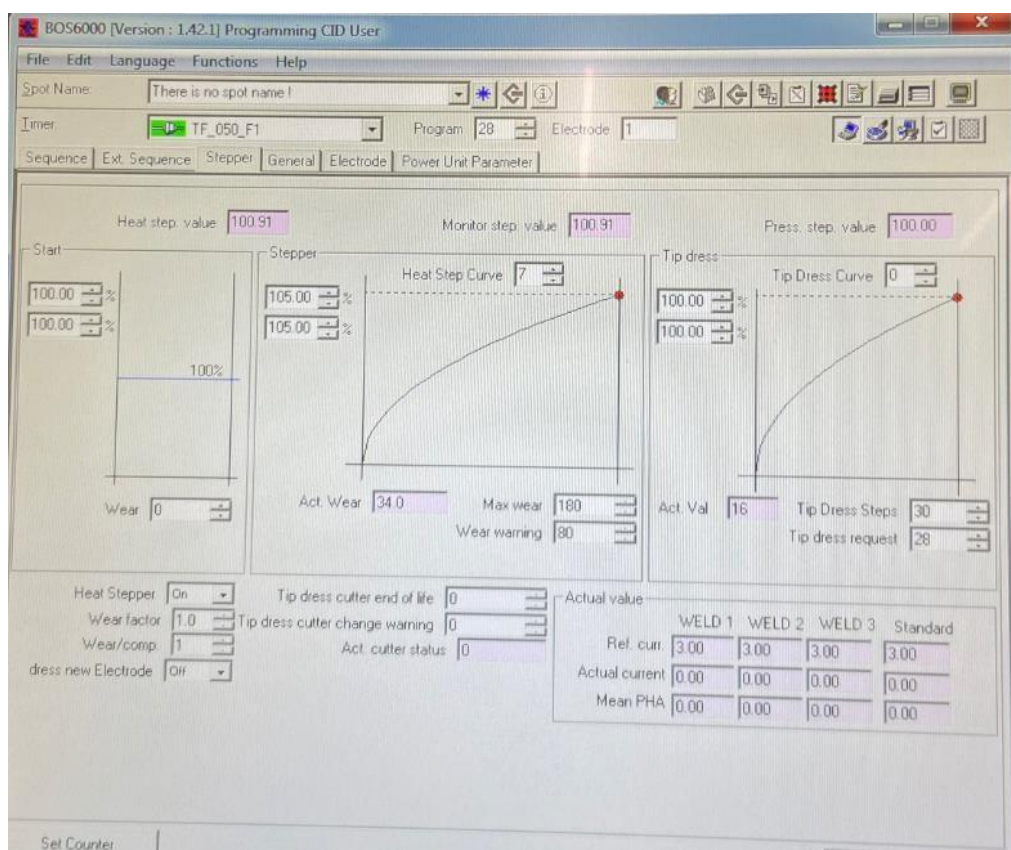 BOS6000 [Version : 1.42.1] Programming CID User
File Edit Language Functions Help
Spot Name: There is no spot name !
Timer: TF_050_F1 Program 28 Electrode 1
Sequence Ext. Sequence Stepper General Electrode Power Unit Parameter
Heat step. value 100.91 Monitor step. value 100.91 Press. step. value 100.00
Start
100.00 %
100.00 %
100%
Wear 0
Stepper
Heat Step Curve 7
105.00 %
105.00 %
Act. Wear 34.0 Max wear 180
Wear warning 80
Tip dress
Tip Dress Curve 0
100.00 %
100.00 %
Act. Val 16 Tip Dress Steps 30
Tip dress request 28
Heat Stepper On
Wear factor 1.0
Wear/comp. 1
dress new Electrode Off
Tip dress cutter end of life 0
Tip dress cutter change warning 0
Act. cutter status 0
Actual value
WELD 1 WELD 2 WELD 3 Standard
Ref. curr. 3.00 3.00 3.00 3.00
Actual current 0.00 0.00 0.00 0.00
Mean PHA 0.00 0.00 0.00 0.00
Set Counter